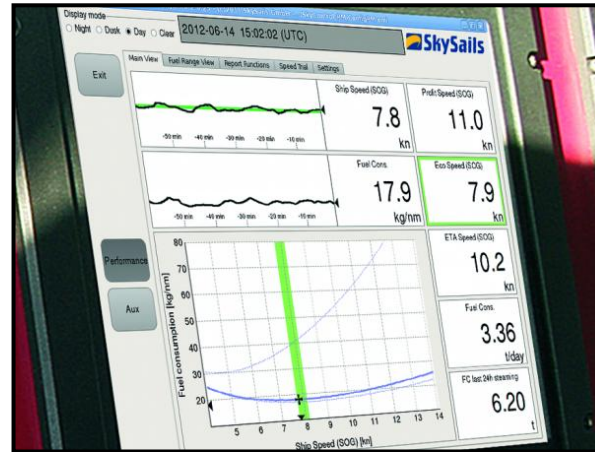 Display mode
Night Dusk Day Clear
2012-06-14 15:02:02 (UTC)
SkySails
Exit
Main View Fuel Range View Report Functions Speed Trial Settings
Ship Speed (SOG)
7.8
kn
Profit Speed (SOG)
11.0
kn
-50 min -40 min -30 min -20 min -10 min
Fuel Cons.
17.9
kg/nm
Eco Speed (SOG)
7.9
kn
-50 min -40 min -30 min -20 min -10 min
ETA Speed (SOG)
10.2
kn
Performance
Aux
Fuel consumption [kg/nm]
80
70
60
50
40
30
20
5 6 7 8 9 10 11 12 13 14
Ship Speed (SOG) [kn]
Fuel Cons.
3.36
t/day
FC last 24h steaming
6.20
t